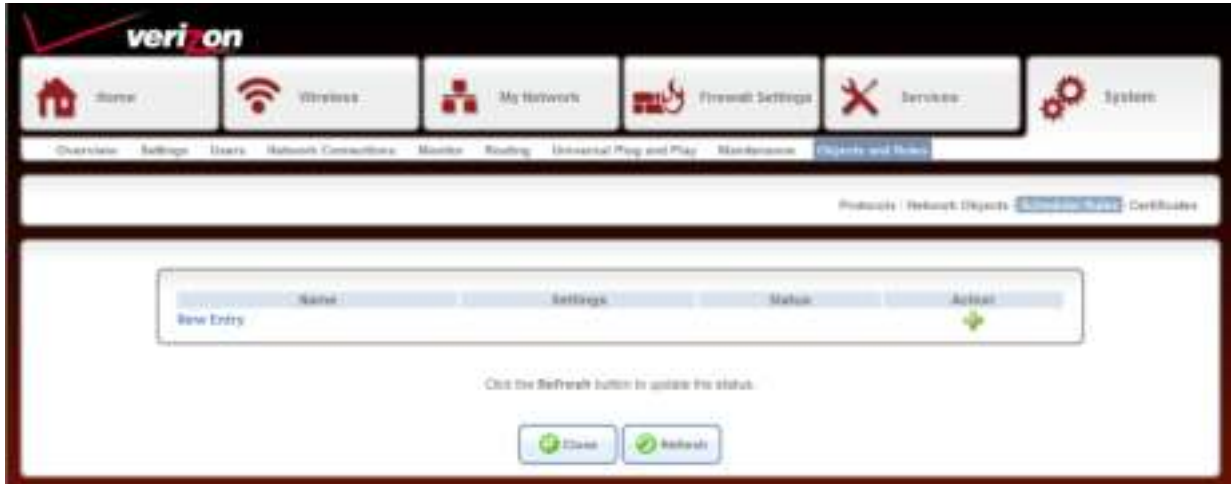 verizon
Home Wireless My Network Firewall Settings Services System
Overview Settings Users Network Connections Monitor Routing Universal Plug and Play Maintenance Objects and Rules
Protocols Network Objects Scheduler Rules Certificates
Name Settings Status Action
New Entry
Click the Refresh button to update the status.
Close Refresh